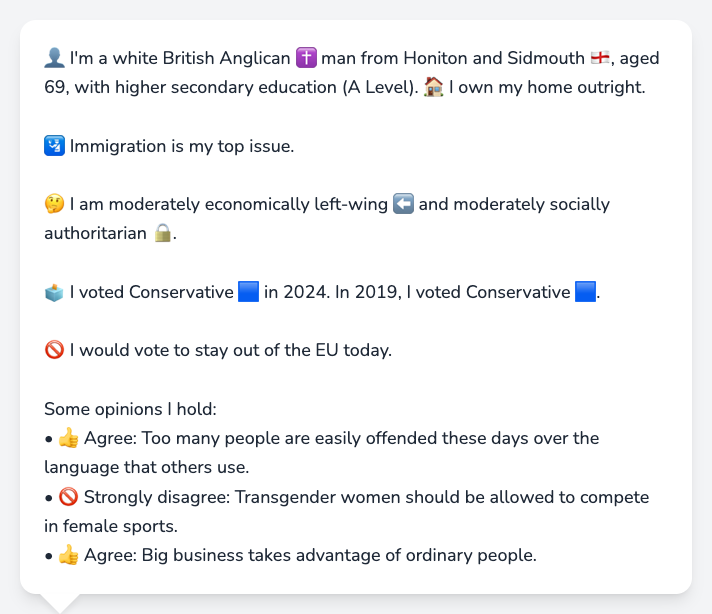 👤 I'm a white British Anglican ✝️ man from Honiton and Sidmouth 🏴󠁧󠁢󠁥󠁮󠁧󠁿, aged
69, with higher secondary education (A Level). 🏠 I own my home outright.
🛂 Immigration is my top issue.
🤔 I am moderately economically left-wing ⬅️ and moderately socially
authoritarian 🔒.
🗳️ I voted Conservative 🟦 in 2024. In 2019, I voted Conservative 🟦.
🚫 I would vote to stay out of the EU today.
Some opinions I hold:
• 👍 Agree: Too many people are easily offended these days over the
language that others use.
• 🚫 Strongly disagree: Transgender women should be allowed to compete
in female sports.
• 👍 Agree: Big business takes advantage of ordinary people.